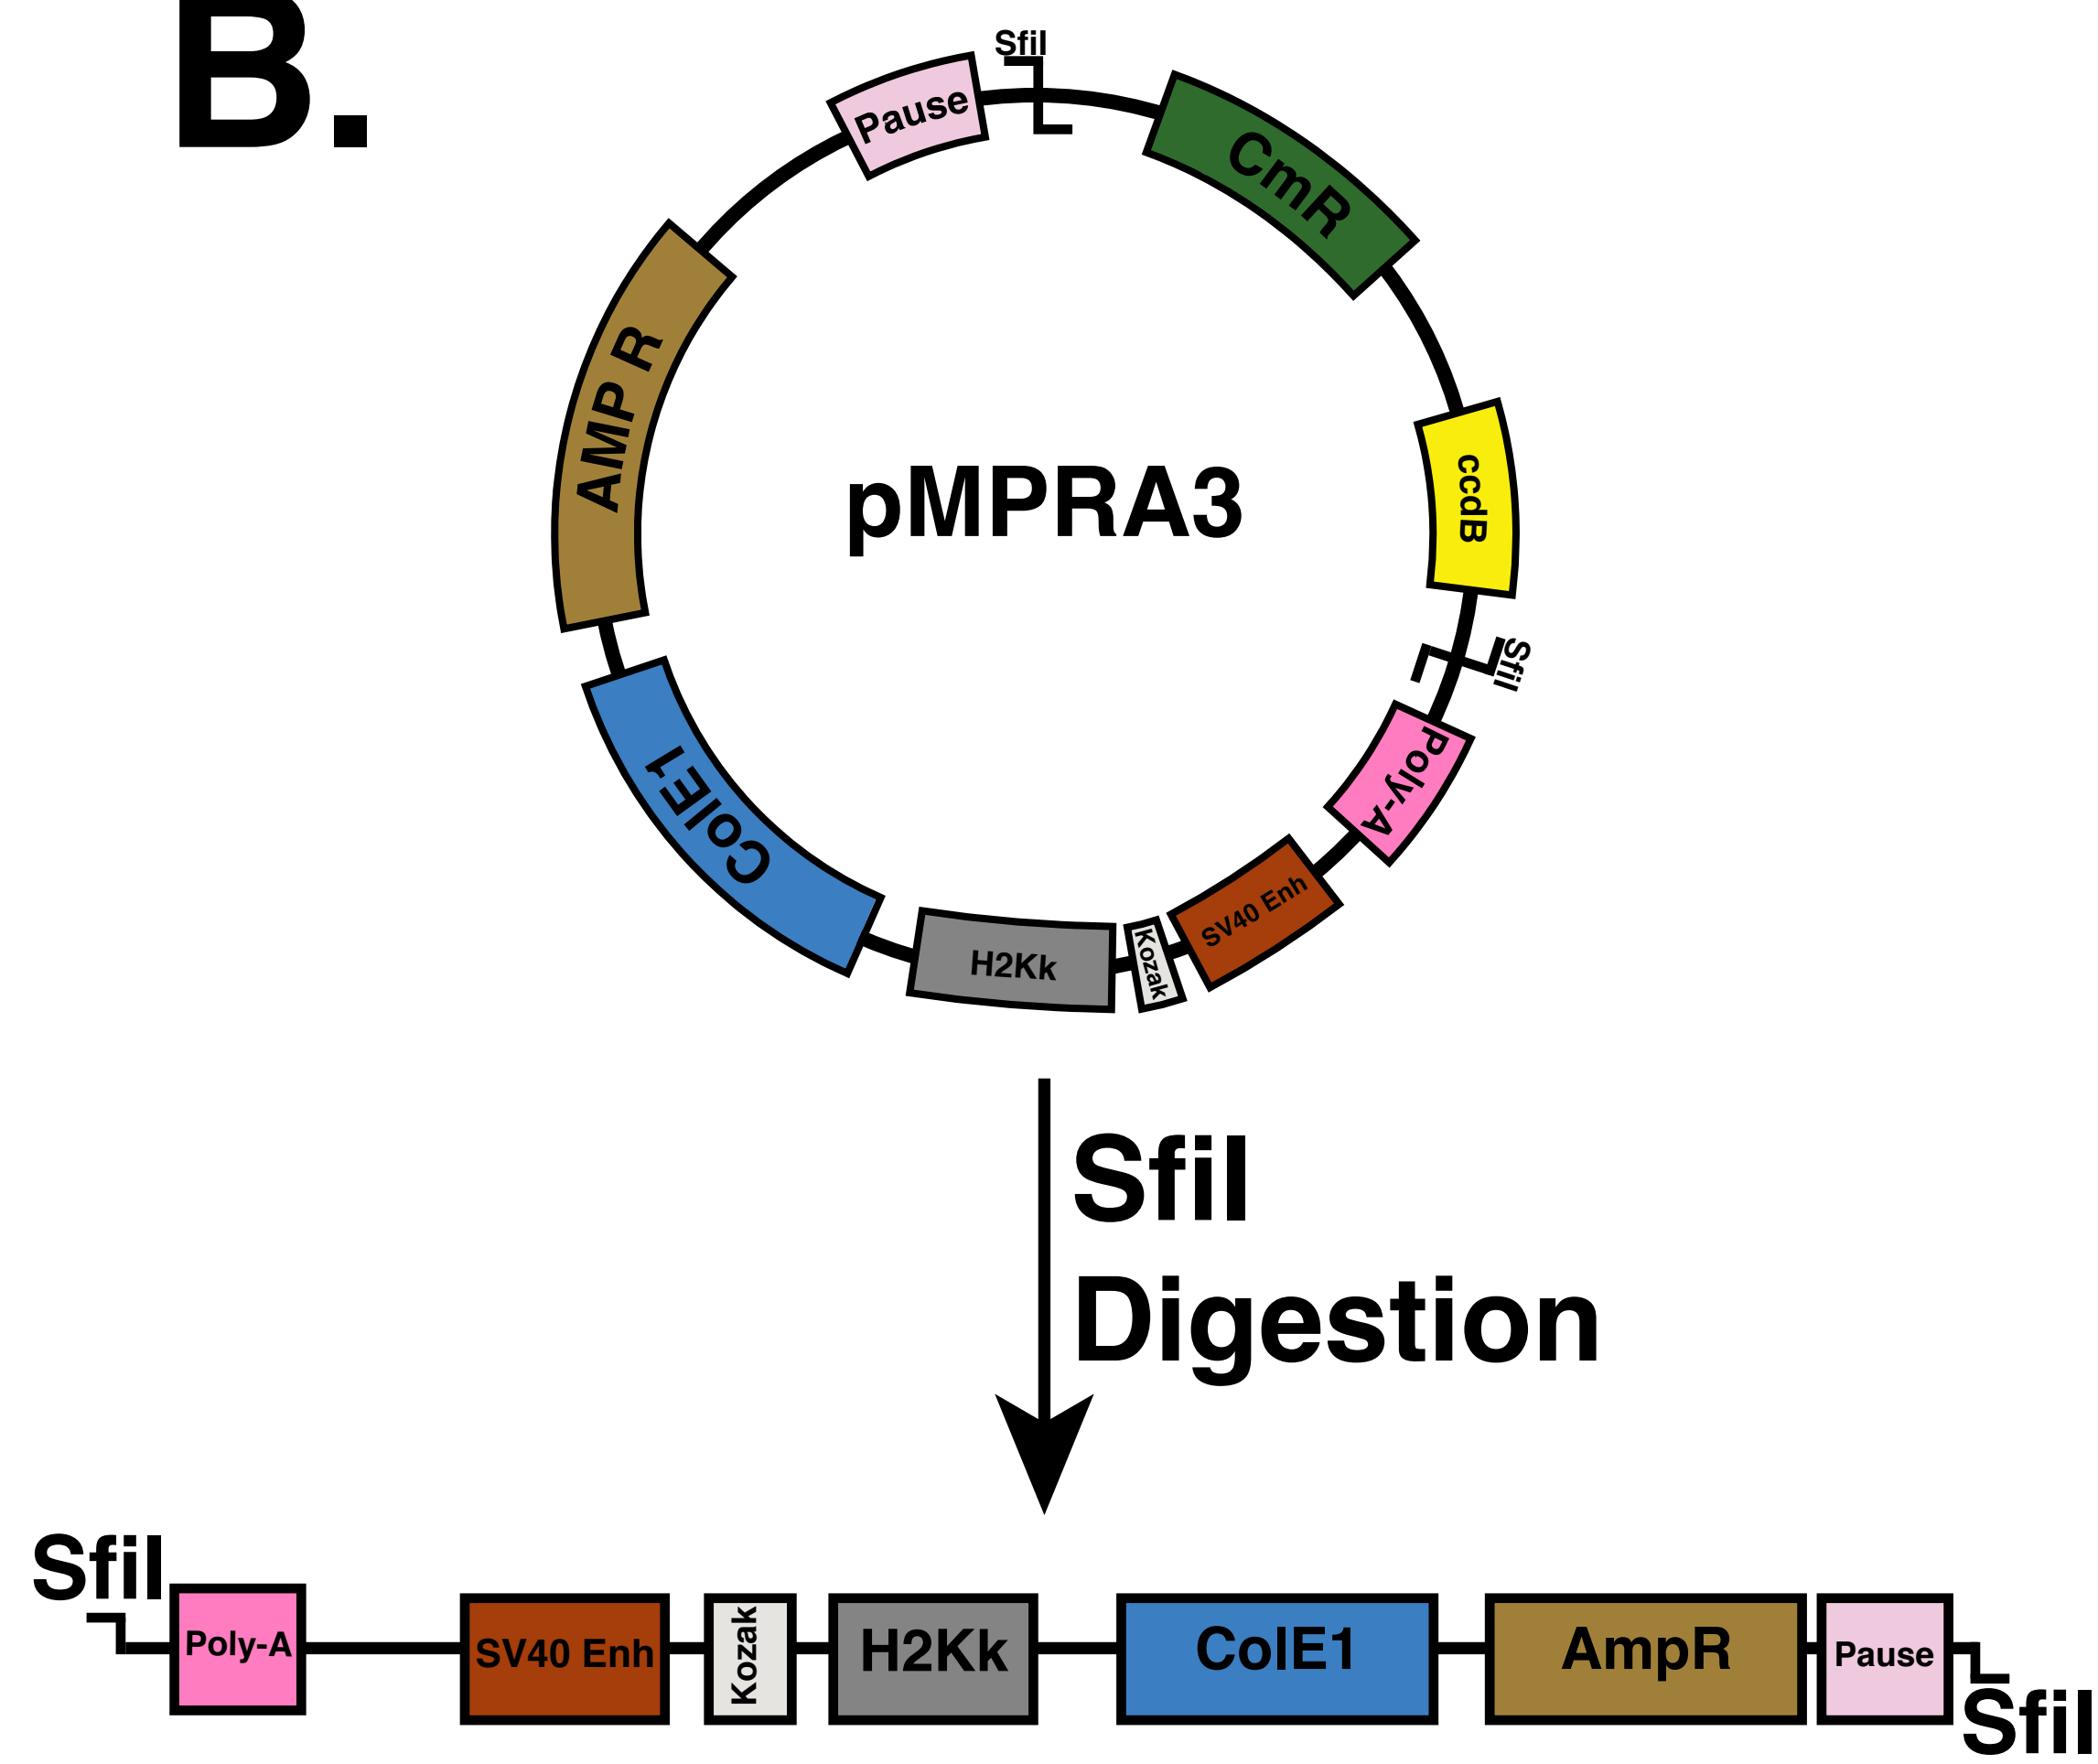 B.
SfiI
Pause
CmR
AMP R
pMPRA3
ccdB
SfiI
Poly-A
ColE1
SV40 Enh
Kozak
H2Kk
SfiI
Digestion
SfiI
Poly-A
SV40 Enh
Kozak
H2Kk
ColE1
AmpR
Pause
SfiI